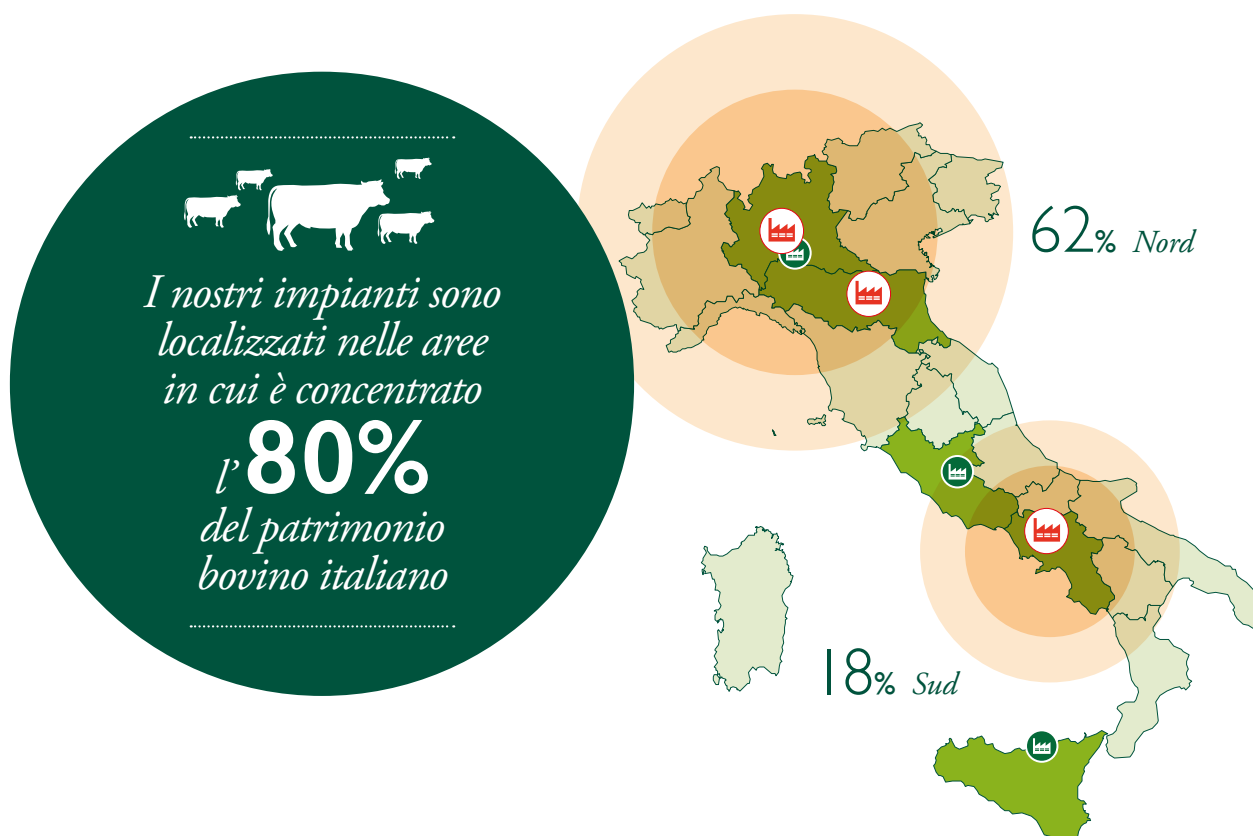 I nostri impianti sono
localizzati nelle aree
in cui è concentrato
l’80%
del patrimonio
bovino italiano
62% Nord
18% Sud